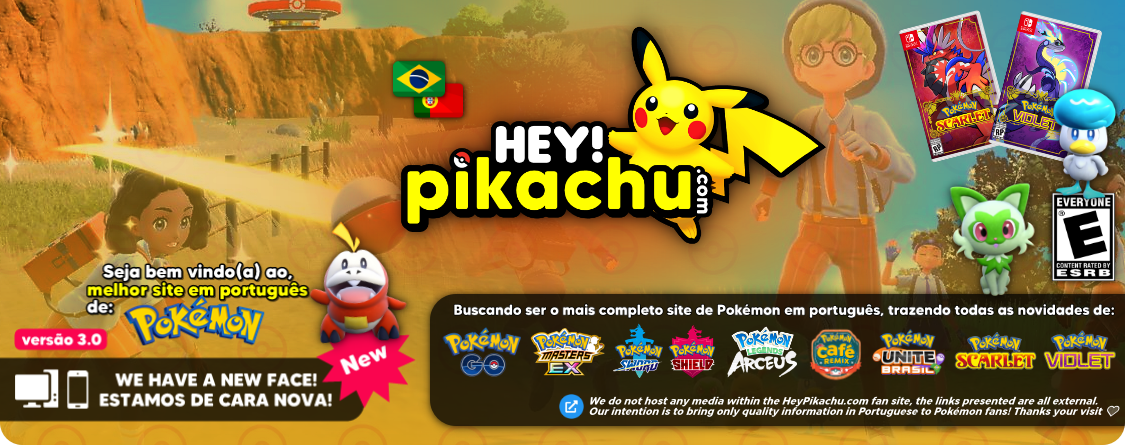 HEY!
pikachu
.com
POKÉMON
SCARLET
POKÉMON
VIOLET
EVERYONE
E
CONTENT RATED BY
ESRB
Seja bem vindo(a) ao,
melhor site em português
de:
POKÉMON
versão 3.0
New
WE HAVE A NEW FACE!
ESTAMOS DE CARA NOVA!
Buscando ser o mais completo site de Pokémon em português, trazendo todas as novidades de:
POKÉMON GO
POKÉMON MASTERS EX
POKÉMON SWORD
POKÉMON SHIELD
POKÉMON LEGENDS ARCEUS
POKÉMON Café REMIX
POKÉMON UNITE BRASIL
POKÉMON SCARLET
POKÉMON VIOLET
We do not host any media within the HeyPikachu.com fan site, the links presented are all external.
Our intention is to bring only quality information in Portuguese to Pokémon fans! Thanks your visit